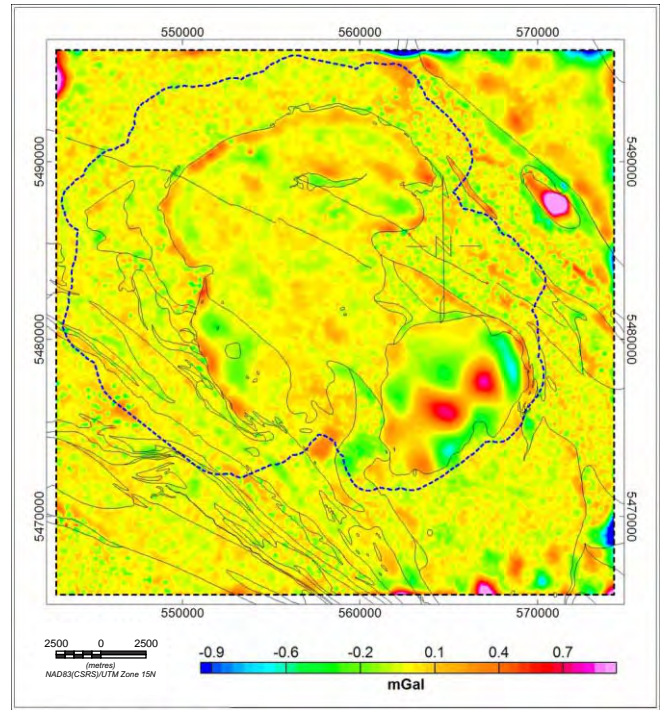 550000 560000 570000
5490000 5490000
5480000 5480000
5470000 5470000
550000 560000 570000
2500 0 2500
(metres)
NAD83(CSRS)/UTM Zone 15N
-0.9 -0.6 -0.2 0.1 0.4 0.7
mGal